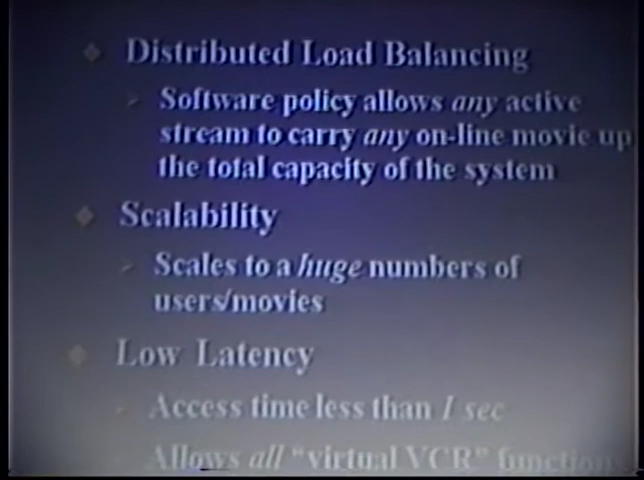 Distributed Load Balancing
Software policy allows any active
stream to carry any on-line movie up
the total capacity of the system
Scalability
Scales to a huge numbers of
users/movies
Low Latency
Access time less than 1 sec
Allows all "virtual VCR" function